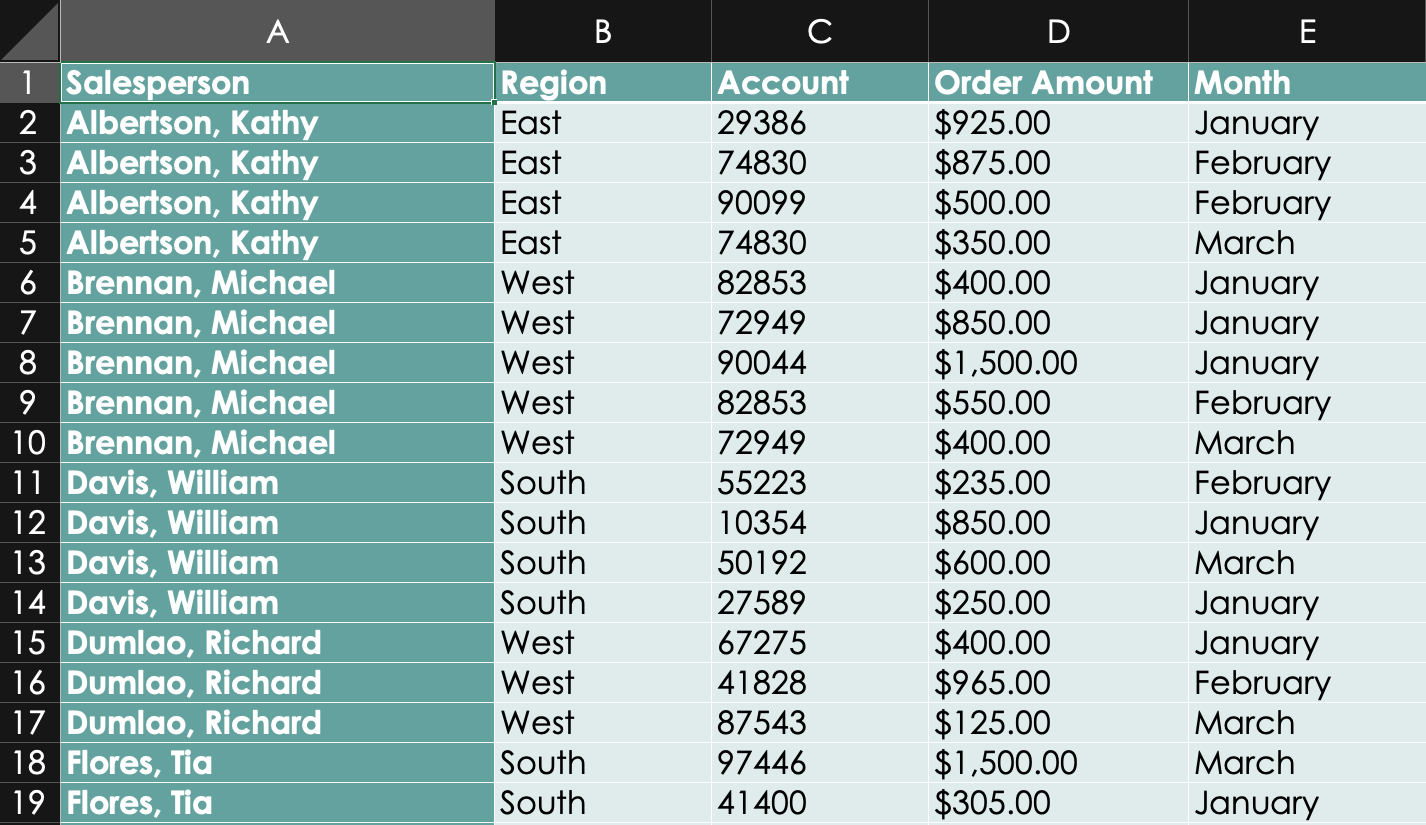 A B C D E
1 Salesperson Region Account Order Amount Month
2 Albertson, Kathy East 29386 $925.00 January
3 Albertson, Kathy East 74830 $875.00 February
4 Albertson, Kathy East 90099 $500.00 February
5 Albertson, Kathy East 74830 $350.00 March
6 Brennan, Michael West 82853 $400.00 January
7 Brennan, Michael West 72949 $850.00 January
8 Brennan, Michael West 90044 $1,500.00 January
9 Brennan, Michael West 82853 $550.00 February
10 Brennan, Michael West 72949 $400.00 March
11 Davis, William South 55223 $235.00 February
12 Davis, William South 10354 $850.00 January
13 Davis, William South 50192 $600.00 March
14 Davis, William South 27589 $250.00 January
15 Dumlao, Richard West 67275 $400.00 January
16 Dumlao, Richard West 41828 $965.00 February
17 Dumlao, Richard West 87543 $125.00 March
18 Flores, Tia South 97446 $1,500.00 March
19 Flores, Tia South 41400 $305.00 January